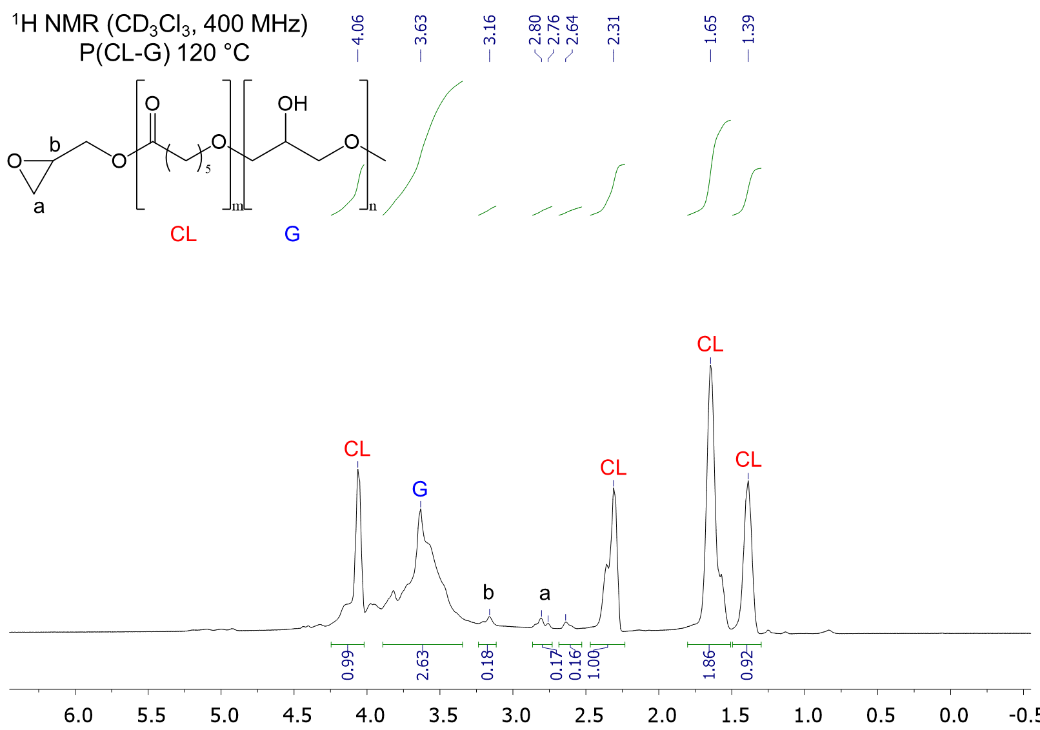 ¹H NMR (CD₃Cl₃, 400 MHz)
P(CL-G) 120 °C
4.06
3.63
3.16
2.80
2.76
2.64
2.31
1.65
1.39
O
OH
b
O
O
O
O
5
a
m
n
CL
G
CL
CL
CL
CL
G
b
a
0.99
2.63
0.18
0.17
0.16
1.00
1.86
0.92
6.0 5.5 5.0 4.5 4.0 3.5 3.0 2.5 2.0 1.5 1.0 0.5 0.0